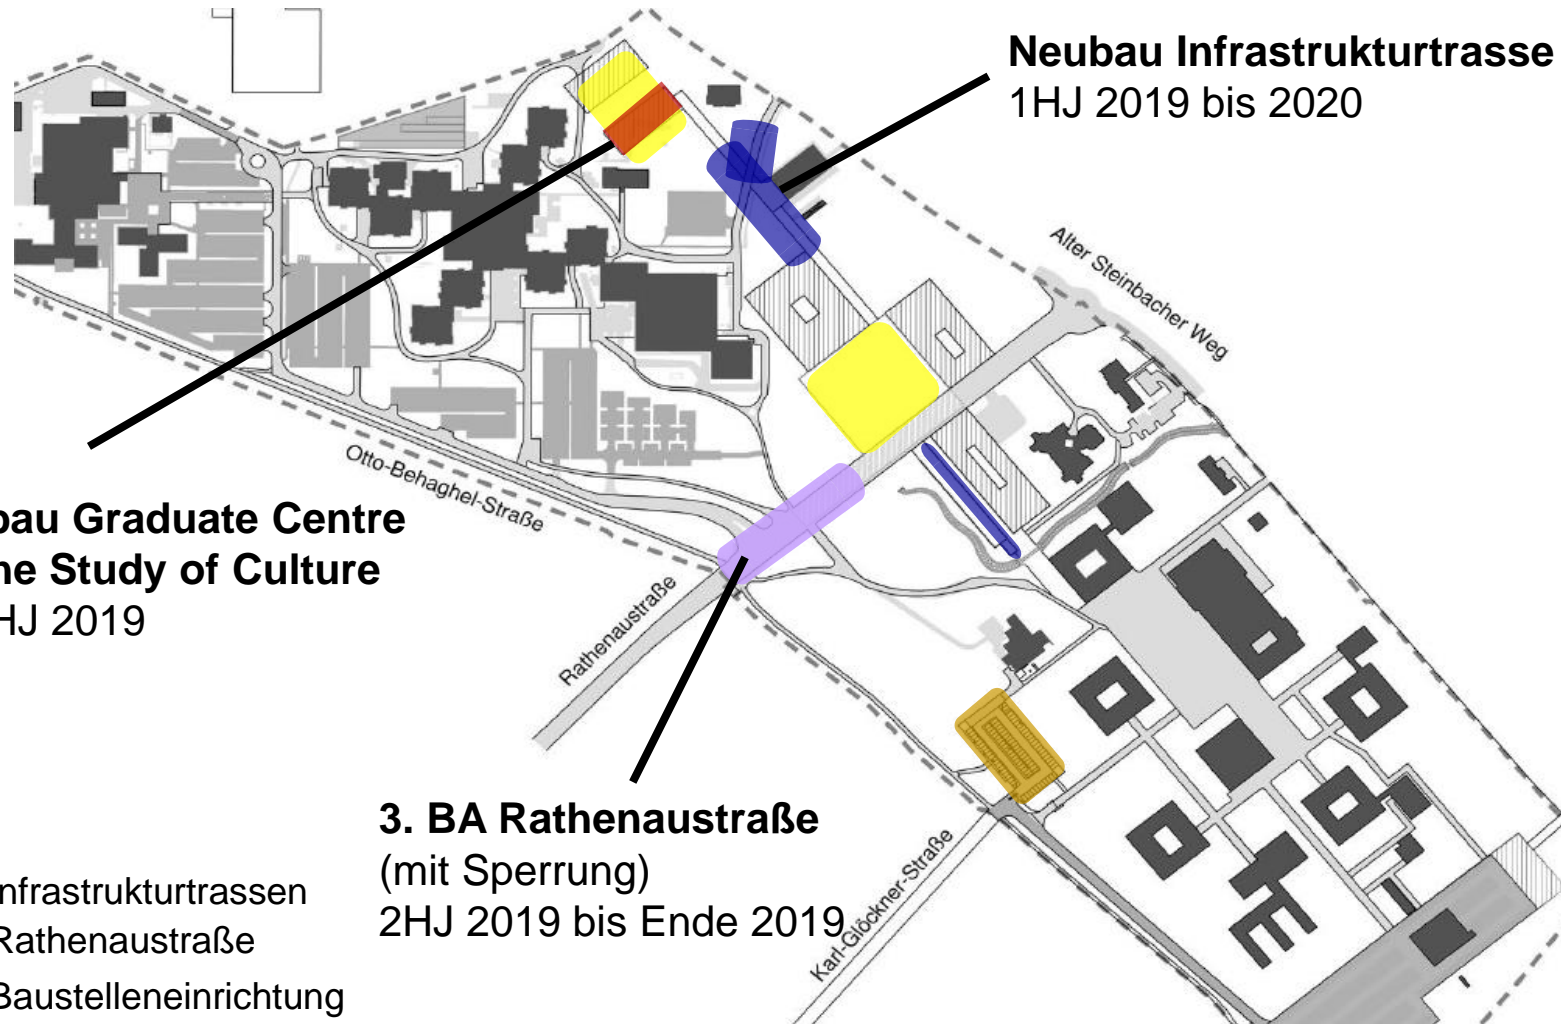 Neubau Infrastrukturtrasse
1HJ 2019 bis 2020
Alter Steinbacher Weg
Otto-Behaghel-Straße
bau Graduate Centre
he Study of Culture
HJ 2019
Rathenaustraße
3. BA Rathenaustraße
(mit Sperrung)
2HJ 2019 bis Ende 2019
Karl-Glöckner-Straße
nfrastrukturtrassen
Rathenaustraße
Baustelleneinrichtung